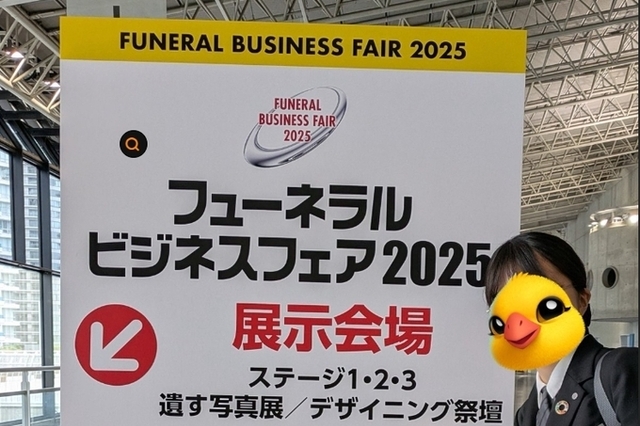 FUNERAL BUSINESS FAIR 2025
FUNERAL
BUSINESS FAIR
2025
フューネラル
ビジネスフェア2025
展示会場
ステージ1・2・3
遺す写真展／デザイニング祭壇